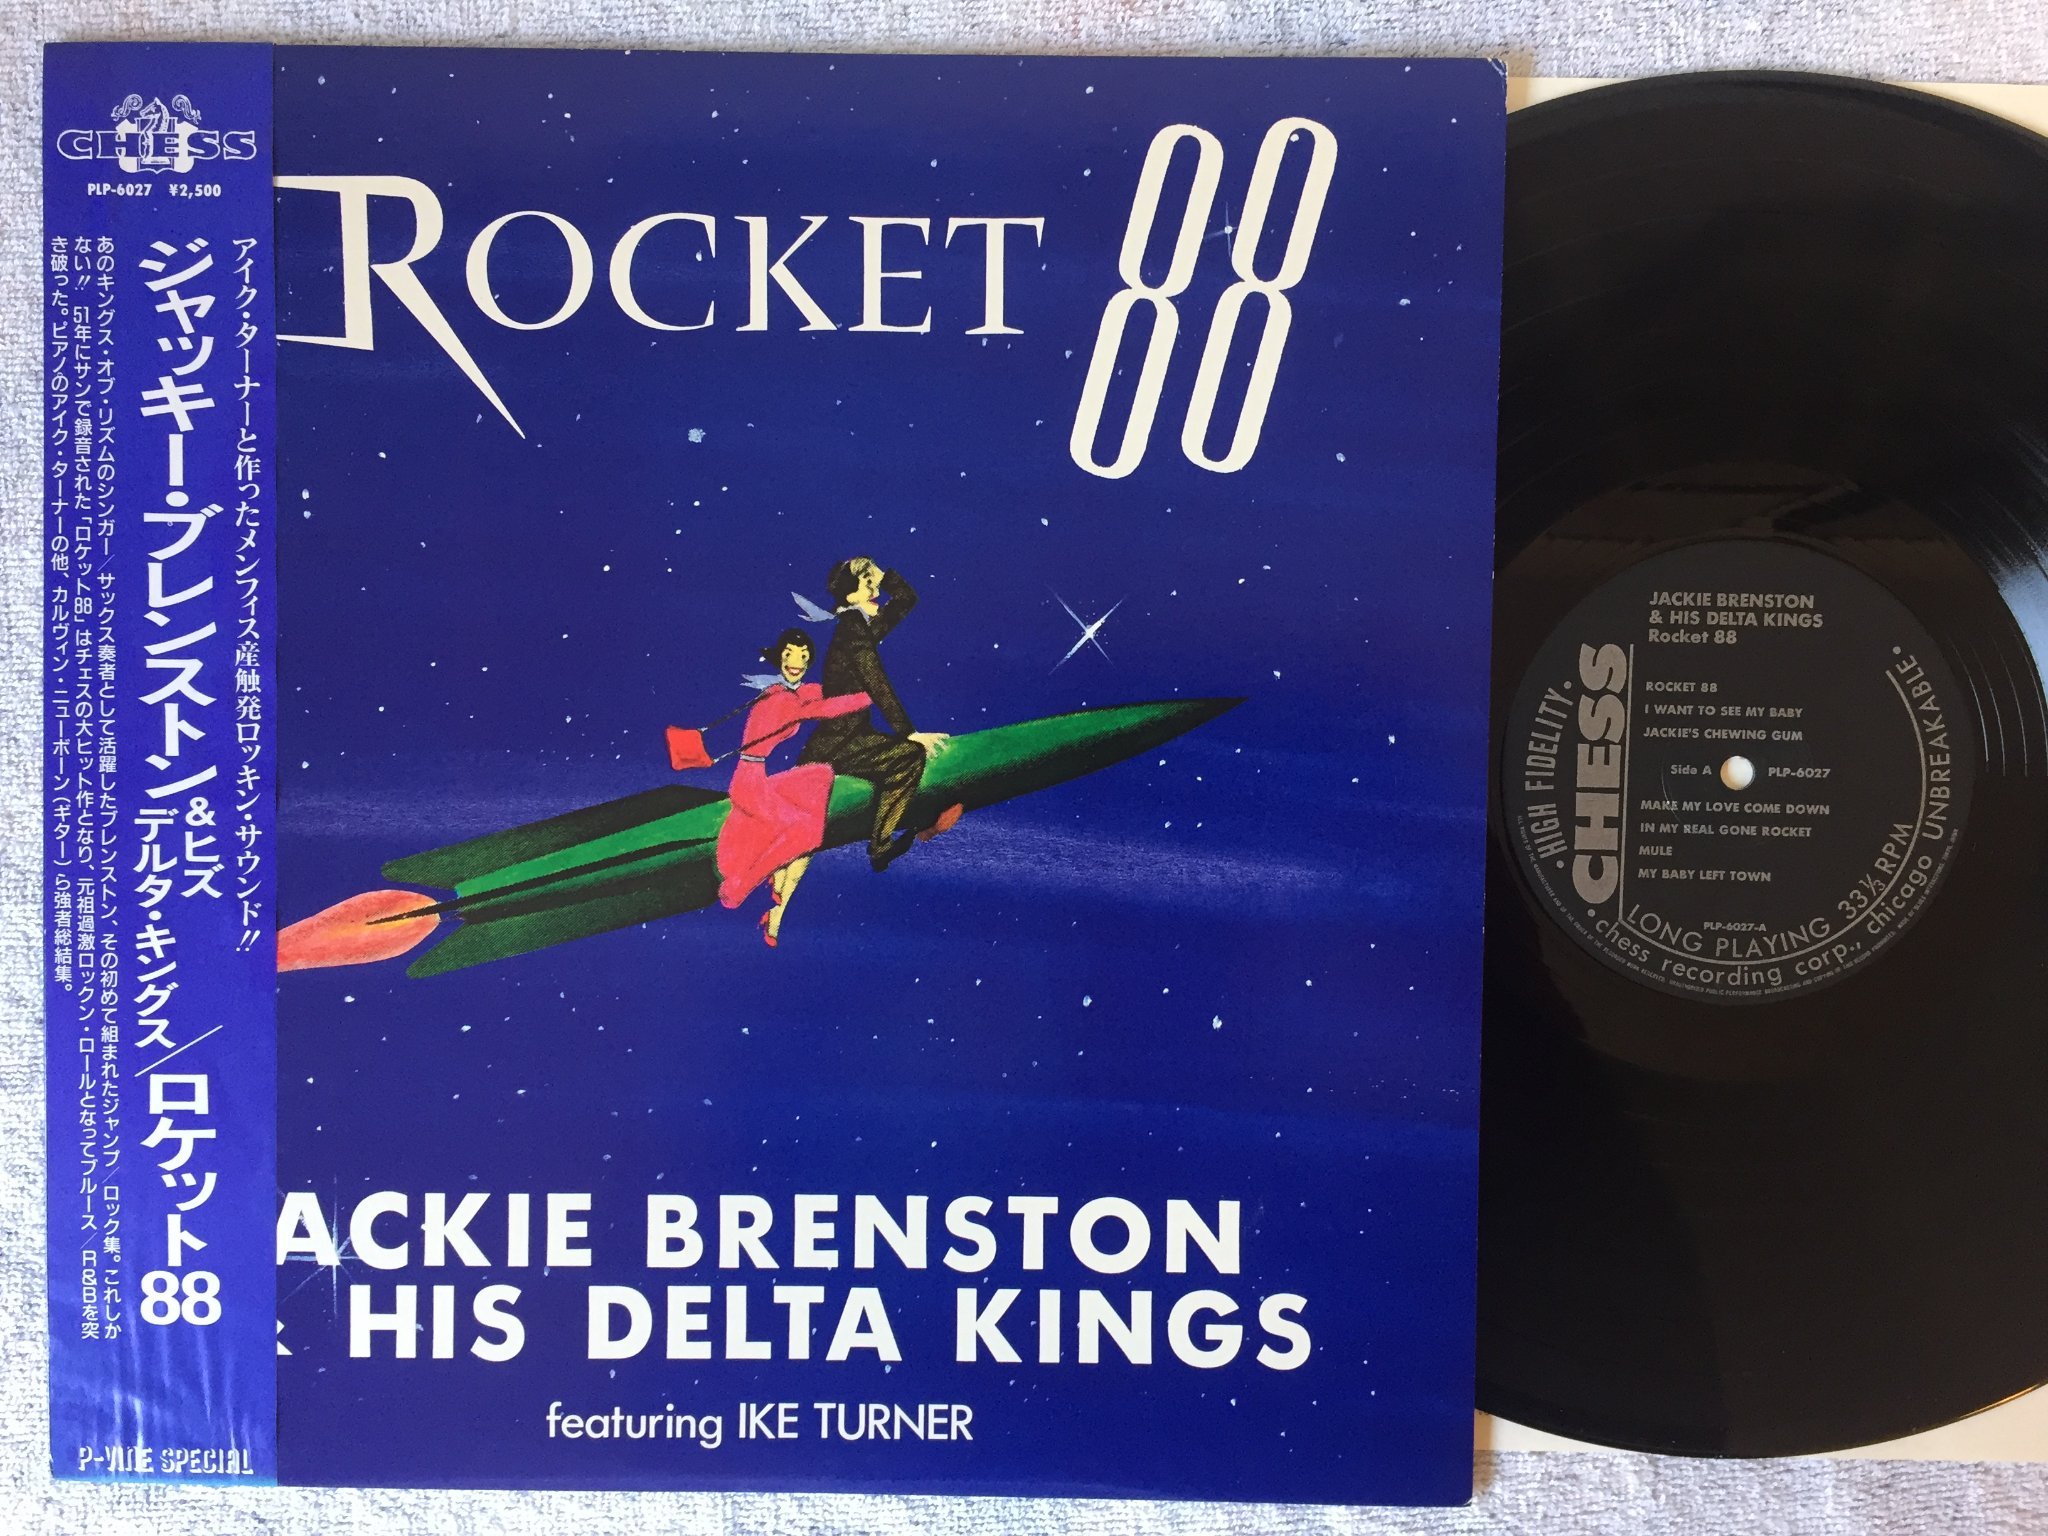 CHESS
PLP-6027 ¥2,500
アイク・ターナーと作ったメンフィス産触発ロッキン・サウンド!!
ジャッキー・ブレンストン&ヒズデルタ・キングス/ロケット88
あのキングス・オブ・リズムのシンガー/サックス奏者として活躍したブレンストン、その初めて組まれたジャンプ/ロック集。これしか
ない!! 51年にサンで録音された「ロケット88」はチェスの大ヒット作となり、元祖過激ロックン・ロールとなってブルース/R&Bを突
き破った。ピアノのアイク・ターナーの他、カルヴィン・ニューボーン(ギター)ら強者総結集。
P-VINE SPECIAL
ROCKET 88
ACKIE BRENSTON
& HIS DELTA KINGS
featuring IKE TURNER
JACKIE BRENSTON
& HIS DELTA KINGS
Rocket 88
ROCKET 88
I WANT TO SEE MY BABY
JACKIE'S CHEWING GUM
Side A PLP-6027
MAKE MY LOVE COME DOWN
IN MY REAL GONE ROCKET
MULE
MY BABY LEFT TOWN
PLP-6027-A
• HIGH FIDELITY •
CHESS
LONG PLAYING 33⅓ RPM
• chess recording corp., chicago UNBREAKABLE •